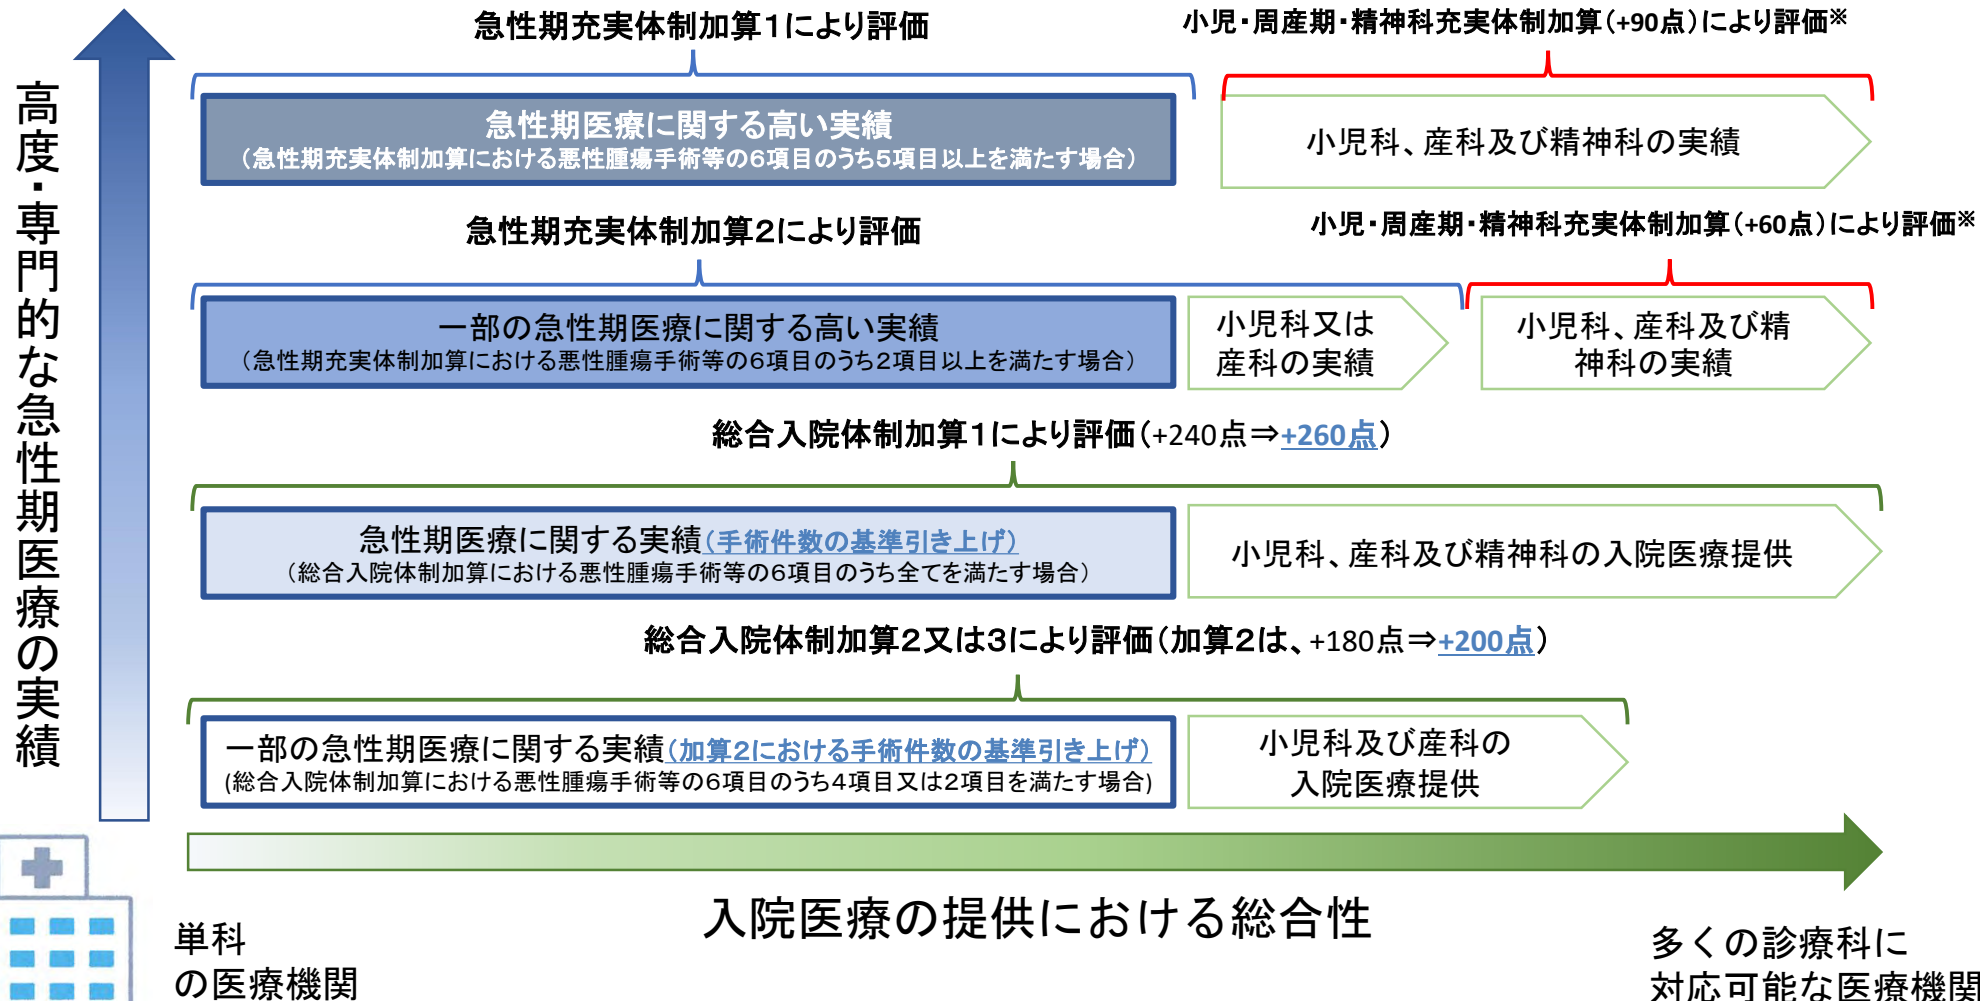 高度・専門的な急性期医療の実績
急性期充実体制加算1により評価
小児・周産期・精神科充実体制加算(+90点)により評価※
急性期医療に関する高い実績
(急性期充実体制加算における悪性腫瘍手術等の6項目のうち5項目以上を満たす場合)
小児科、産科及び精神科の実績
急性期充実体制加算2により評価
小児・周産期・精神科充実体制加算(+60点)により評価※
一部の急性期医療に関する高い実績
(急性期充実体制加算における悪性腫瘍手術等の6項目のうち2項目以上を満たす場合)
小児科又は
産科の実績
小児科、産科及び精
神科の実績
総合入院体制加算1により評価(+240点⇒+260点)
急性期医療に関する実績(手術件数の基準引き上げ)
(総合入院体制加算における悪性腫瘍手術等の6項目のうち全てを満たす場合)
小児科、産科及び精神科の入院医療提供
総合入院体制加算2又は3により評価(加算2は、+180点⇒+200点)
一部の急性期医療に関する実績(加算2における手術件数の基準引き上げ)
(総合入院体制加算における悪性腫瘍手術等の6項目のうち4項目又は2項目を満たす場合)
小児科及び産科の
入院医療提供
入院医療の提供における総合性
単科
の医療機関
多くの診療科に
対応可能な医療機関